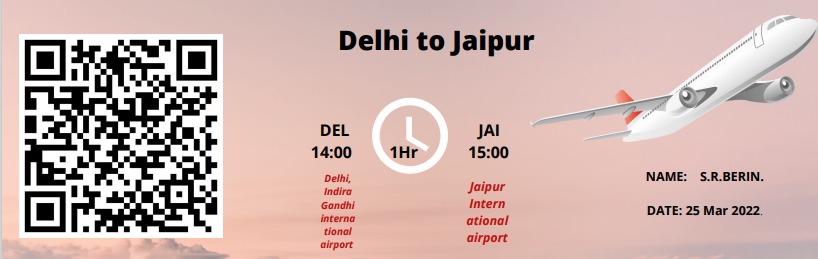 Delhi to Jaipur
DEL
14:00
1Hr
JAI
15:00
Delhi,
Indira
Gandhi
interna
tional
airport
Jaipur
Intern
ational
airport
NAME: S.R.BERIN.
DATE: 25 Mar 2022.